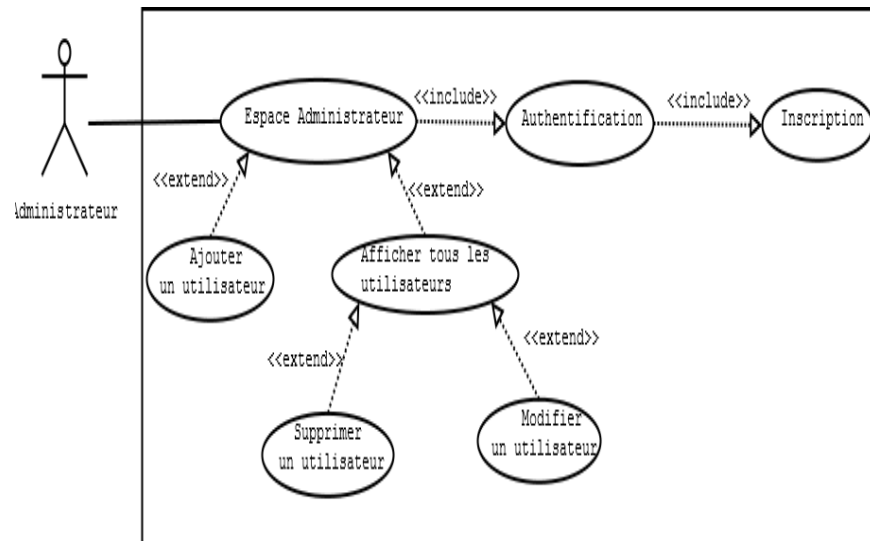 <<include>>
<<include>>
Espace Administrateur
Authentification
Inscription
<<extend>>
<<extend>>
Administrateur
Ajouter
un utilisateur
Afficher tous les
utilisateurs
<<extend>>
<<extend>>
Supprimer
un utilisateur
Modifier
un utilisateur